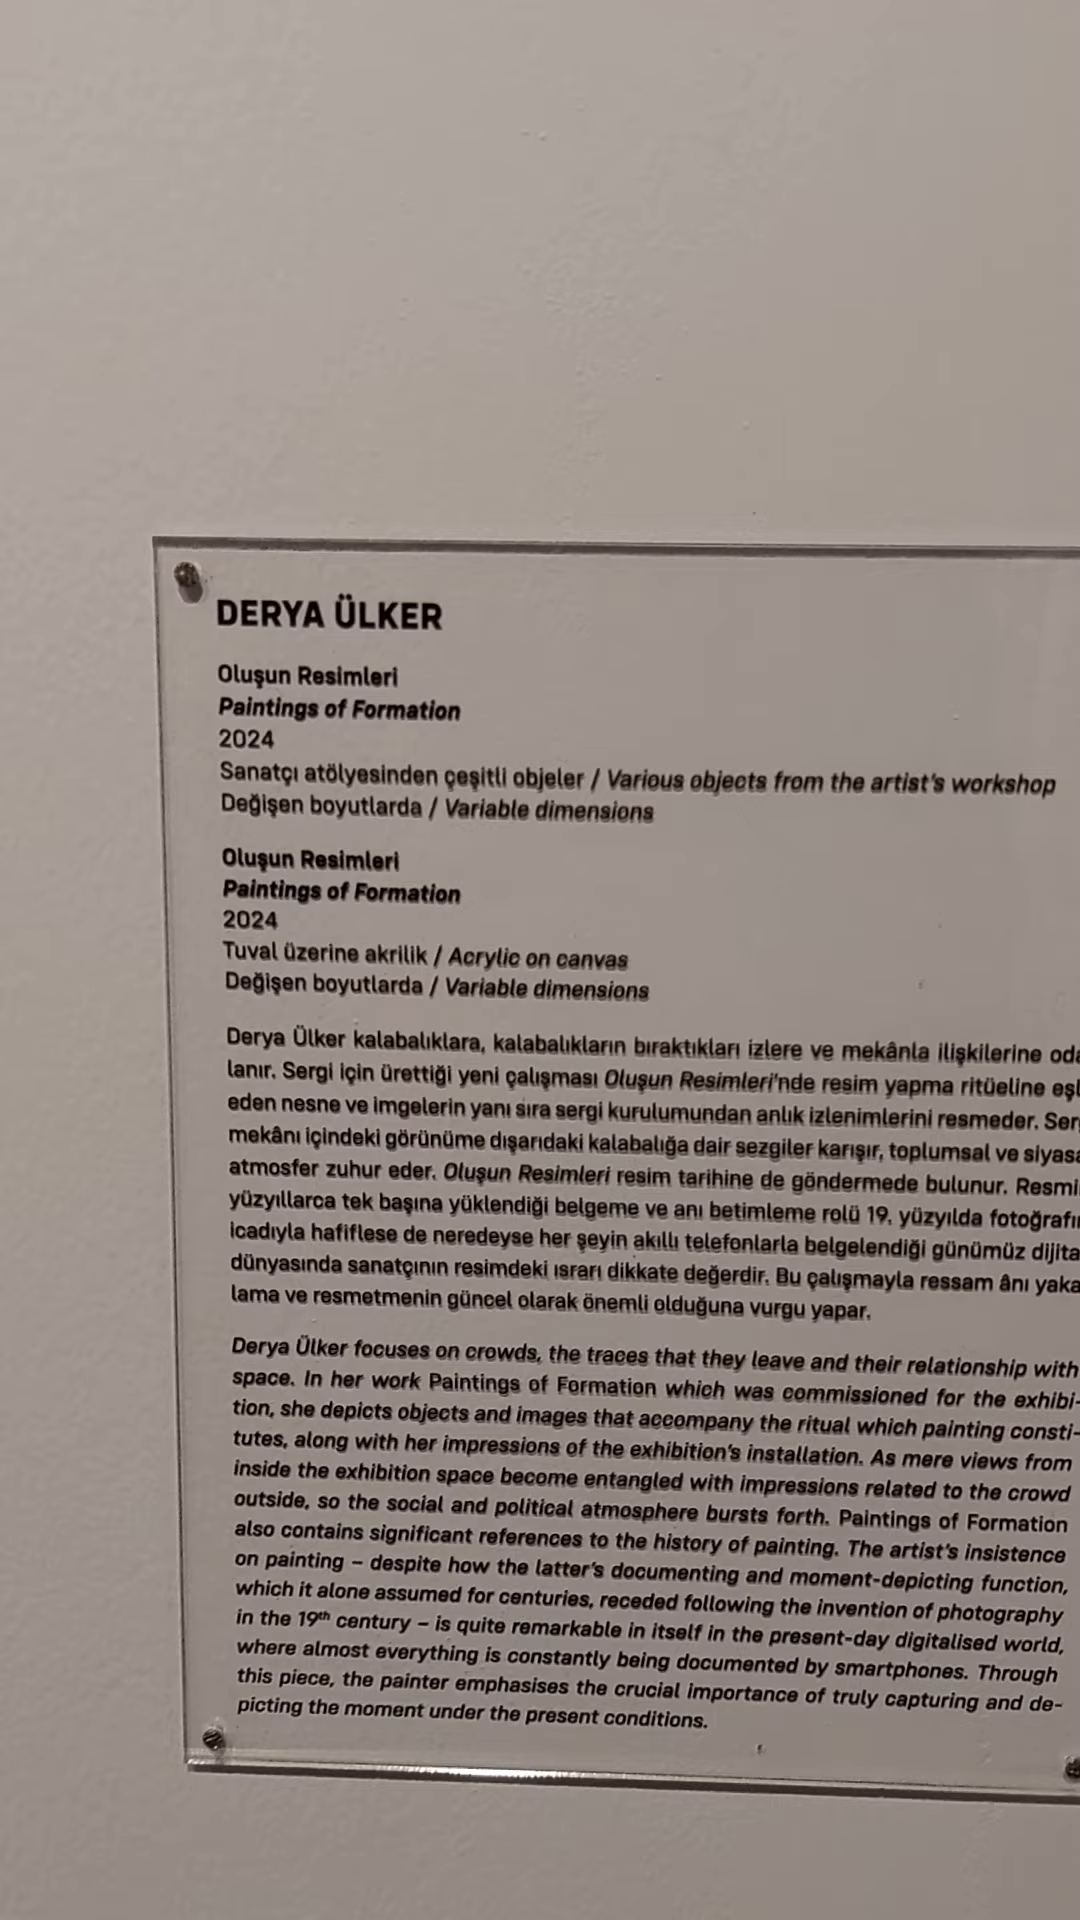 DERYA ÜLKER
Oluşun Resimleri
Paintings of Formation
2024
Sanatçı atölyesinden çeşitli objeler / Various objects from the artist's workshop
Değişen boyutlarda / Variable dimensions
Oluşun Resimleri
Paintings of Formation
2024
Tuval üzerine akrilik / Acrylic on canvas
Değişen boyutlarda / Variable dimensions
Derya Ülker kalabalıklara, kalabalıkların bıraktıkları izlere ve mekânla ilişkilerine
lanır. Sergi için ürettiği yeni çalışması Oluşun Resimleri'nde resim yapma ritüeline
eden nesne ve imgelerin yanı sıra sergi kurulumundan anlık izlenimlerini resmeder.
mekânı içindeki görünüme dışarıdaki kalabalığa dair sezgiler karışır, toplumsal ve
atmosfer zuhur eder. Oluşun Resimleri resim tarihine de göndermede bulunur.
yüzyıllarca tek başına yüklendiği belgeme ve anı betimleme rolü 19. yüzyılda
icadıyla hafiflese de neredeyse her şeyin akıllı telefonlarla belgelendiği günümüz
dünyasında sanatçının resimdeki ısrarı dikkate değerdir. Bu çalışmayla ressam ânı yaka
lama ve resmetmenin güncel olarak önemli olduğuna vurgu yapar.
Derya Ülker focuses on crowds, the traces that they leave and their relationship with
space. In her work Paintings of Formation which was commissioned for the exhibi-
tion, she depicts objects and images that accompany the ritual which painting consti-
tutes, along with her impressions of the exhibition's installation. As mere views from
inside the exhibition space become entangled with impressions related to the crowd
outside, so the social and political atmosphere bursts forth. Paintings of Formation
also contains significant references to the history of painting. The artist's insistence
on painting – despite how the latter's documenting and moment-depicting function,
which it alone assumed for centuries, receded following the invention of photography
in the 19th century – is quite remarkable in itself in the present-day digitalised world,
where almost everything is constantly being documented by smartphones. Through
this piece, the painter emphasises the crucial importance of truly capturing and de-
picting the moment under the present conditions.